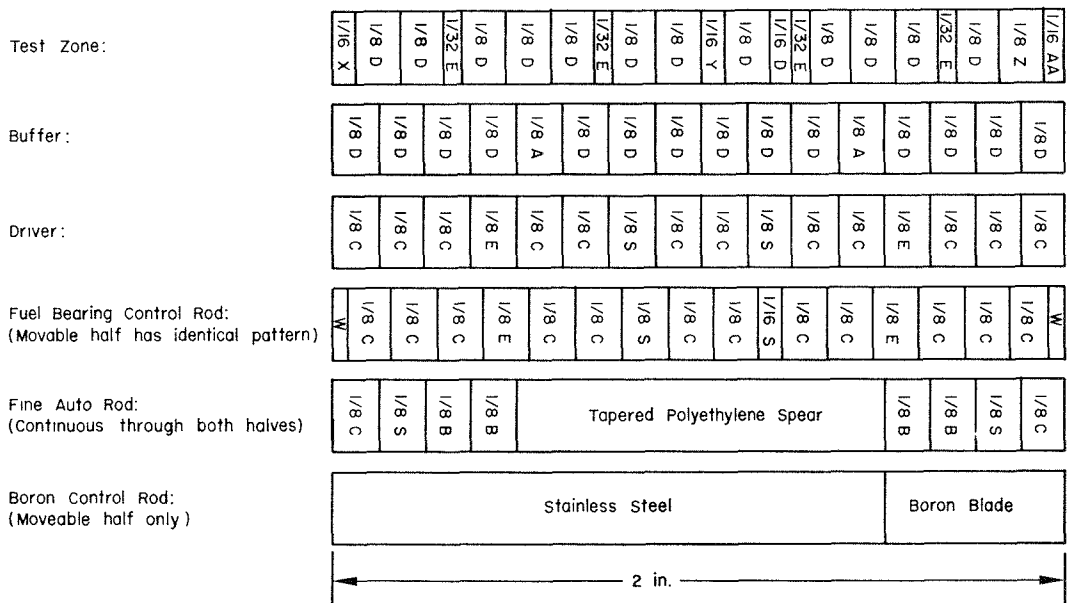 Test Zone:
1/16 X 1/8 D 1/8 D 1/32 E 1/8 D 1/8 D 1/8 D 1/32 E 1/8 D 1/8 D 1/16 Y 1/8 D 1/16 D 1/32 E 1/8 D 1/8 D 1/8 D 1/32 E 1/8 D 1/8 Z 1/16 AA
Buffer:
1/8 D 1/8 D 1/8 D 1/8 D 1/8 A 1/8 D 1/8 D 1/8 D 1/8 D 1/8 D 1/8 D 1/8 A 1/8 D 1/8 D 1/8 D 1/8 D
Driver:
1/8 C 1/8 C 1/8 C 1/8 E 1/8 C 1/8 C 1/8 S 1/8 C 1/8 C 1/8 S 1/8 C 1/8 C 1/8 E 1/8 C 1/8 C 1/8 C
Fuel Bearing Control Rod:
(Movable half has identical pattern)
W 1/8 C 1/8 C 1/8 C 1/8 E 1/8 C 1/8 C 1/8 S 1/8 C 1/8 C 1/16 S 1/8 C 1/8 C 1/8 E 1/8 C 1/8 C 1/8 C W
Fine Auto Rod:
(Continuous through both halves)
1/8 C 1/8 S 1/8 B 1/8 B Tapered Polyethylene Spear 1/8 B 1/8 B 1/8 S 1/8 C
Boron Control Rod:
(Moveable half only)
Stainless Steel Boron Blade
2 in.